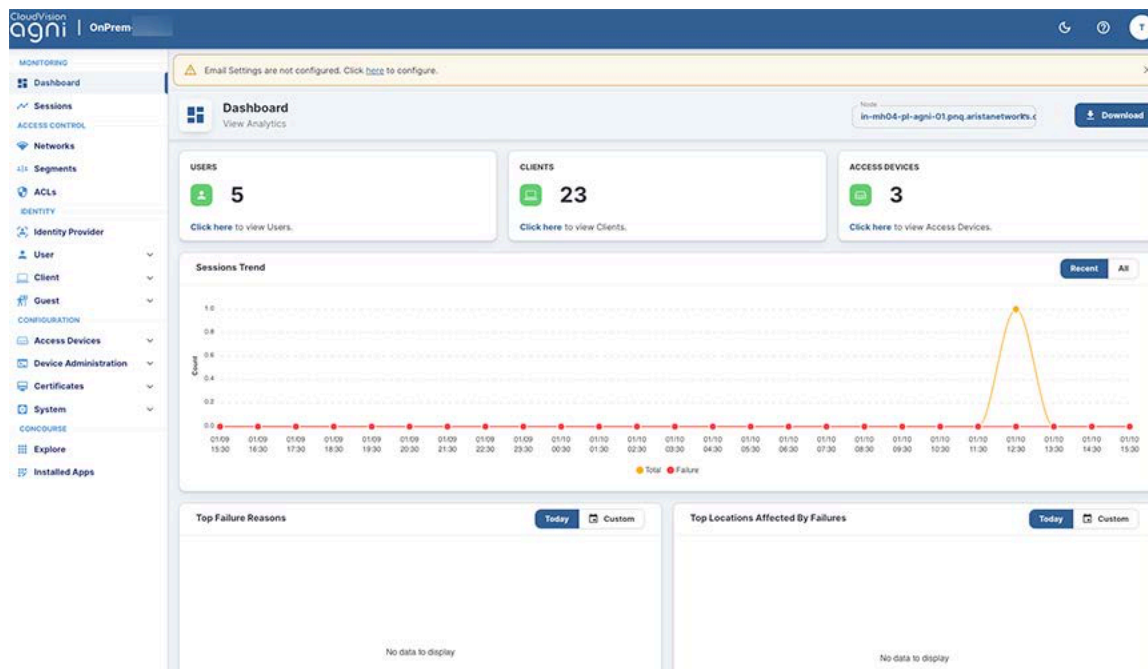 CloudVision
agni | OnPrem-
T
MONITORING
Dashboard
Sessions
ACCESS CONTROL
Networks
Segments
ACLs
IDENTITY
Identity Provider
User
Client
Guest
CONFIGURATION
Access Devices
Device Administration
Certificates
System
CONCOURSE
Explore
Installed Apps
Email Settings are not configured. Click here to configure.
Dashboard
View Analytics
Node
in-mh04-pl-agni-01.pnq.aristanetworks.c
Download
USERS
5
Click here to view Users.
CLIENTS
23
Click here to view Clients.
ACCESS DEVICES
3
Click here to view Access Devices.
Sessions Trend
Recent All
Count
1.0
0.8
0.6
0.4
0.2
0.0
01/09 01/09 01/09 01/09 01/09 01/09 01/09 01/09 01/09 01/10 01/10 01/10 01/10 01/10 01/10 01/10 01/10 01/10 01/10 01/10 01/10 01/10 01/10 01/10 01/10
15:30 16:30 17:30 18:30 19:30 20:30 21:30 22:30 23:30 00:30 01:30 02:30 03:30 04:30 05:30 06:30 07:30 08:30 09:30 10:30 11:30 12:30 13:30 14:30 15:30
Total Failure
Top Failure Reasons
Today Custom
No data to display
Top Locations Affected By Failures
Today Custom
No data to display